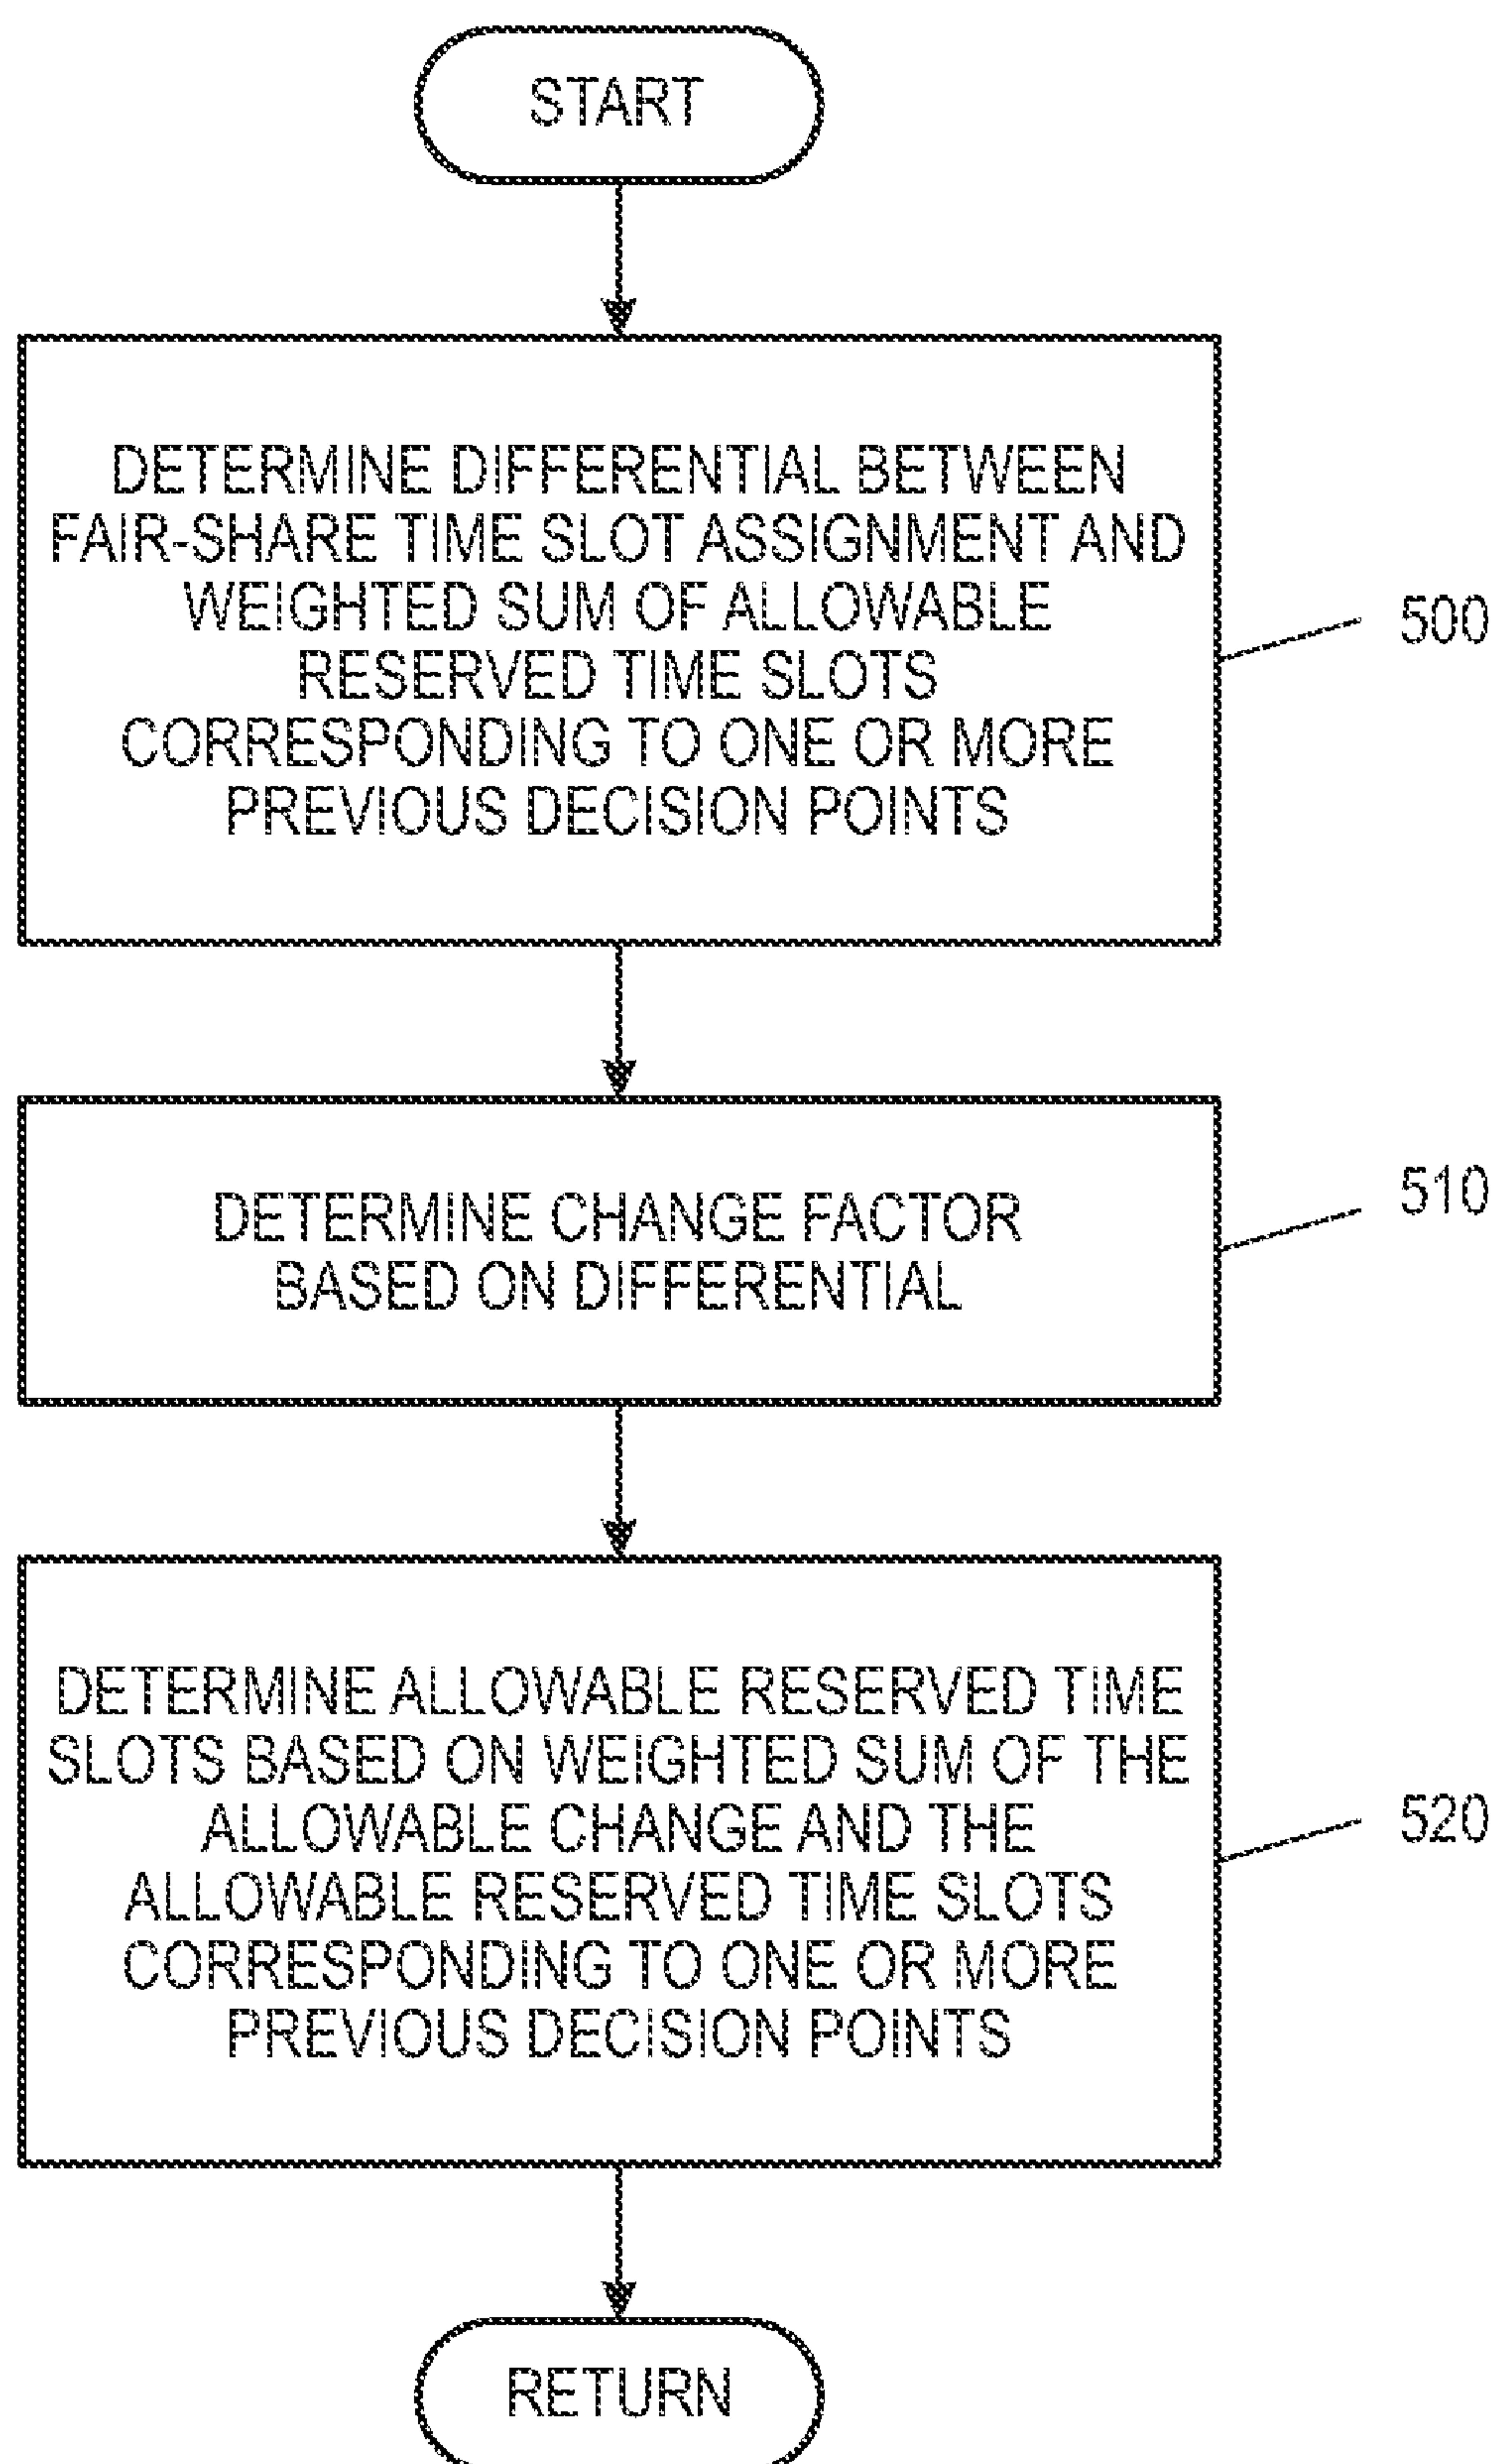 START
DETERMINE DIFFERENTIAL BETWEEN
FAIR-SHARE TIME SLOT ASSIGNMENT AND
WEIGHTED SUM OF ALLOWABLE
RESERVED TIME SLOTS
CORRESPONDING TO ONE OR MORE
PREVIOUS DECISION POINTS
500
DETERMINE CHANGE FACTOR
BASED ON DIFFERENTIAL
510
DETERMINE ALLOWABLE RESERVED TIME
SLOTS BASED ON WEIGHTED SUM OF THE
ALLOWABLE CHANGE AND THE
ALLOWABLE RESERVED TIME SLOTS
CORRESPONDING TO ONE OR MORE
PREVIOUS DECISION POINTS
520
RETURN